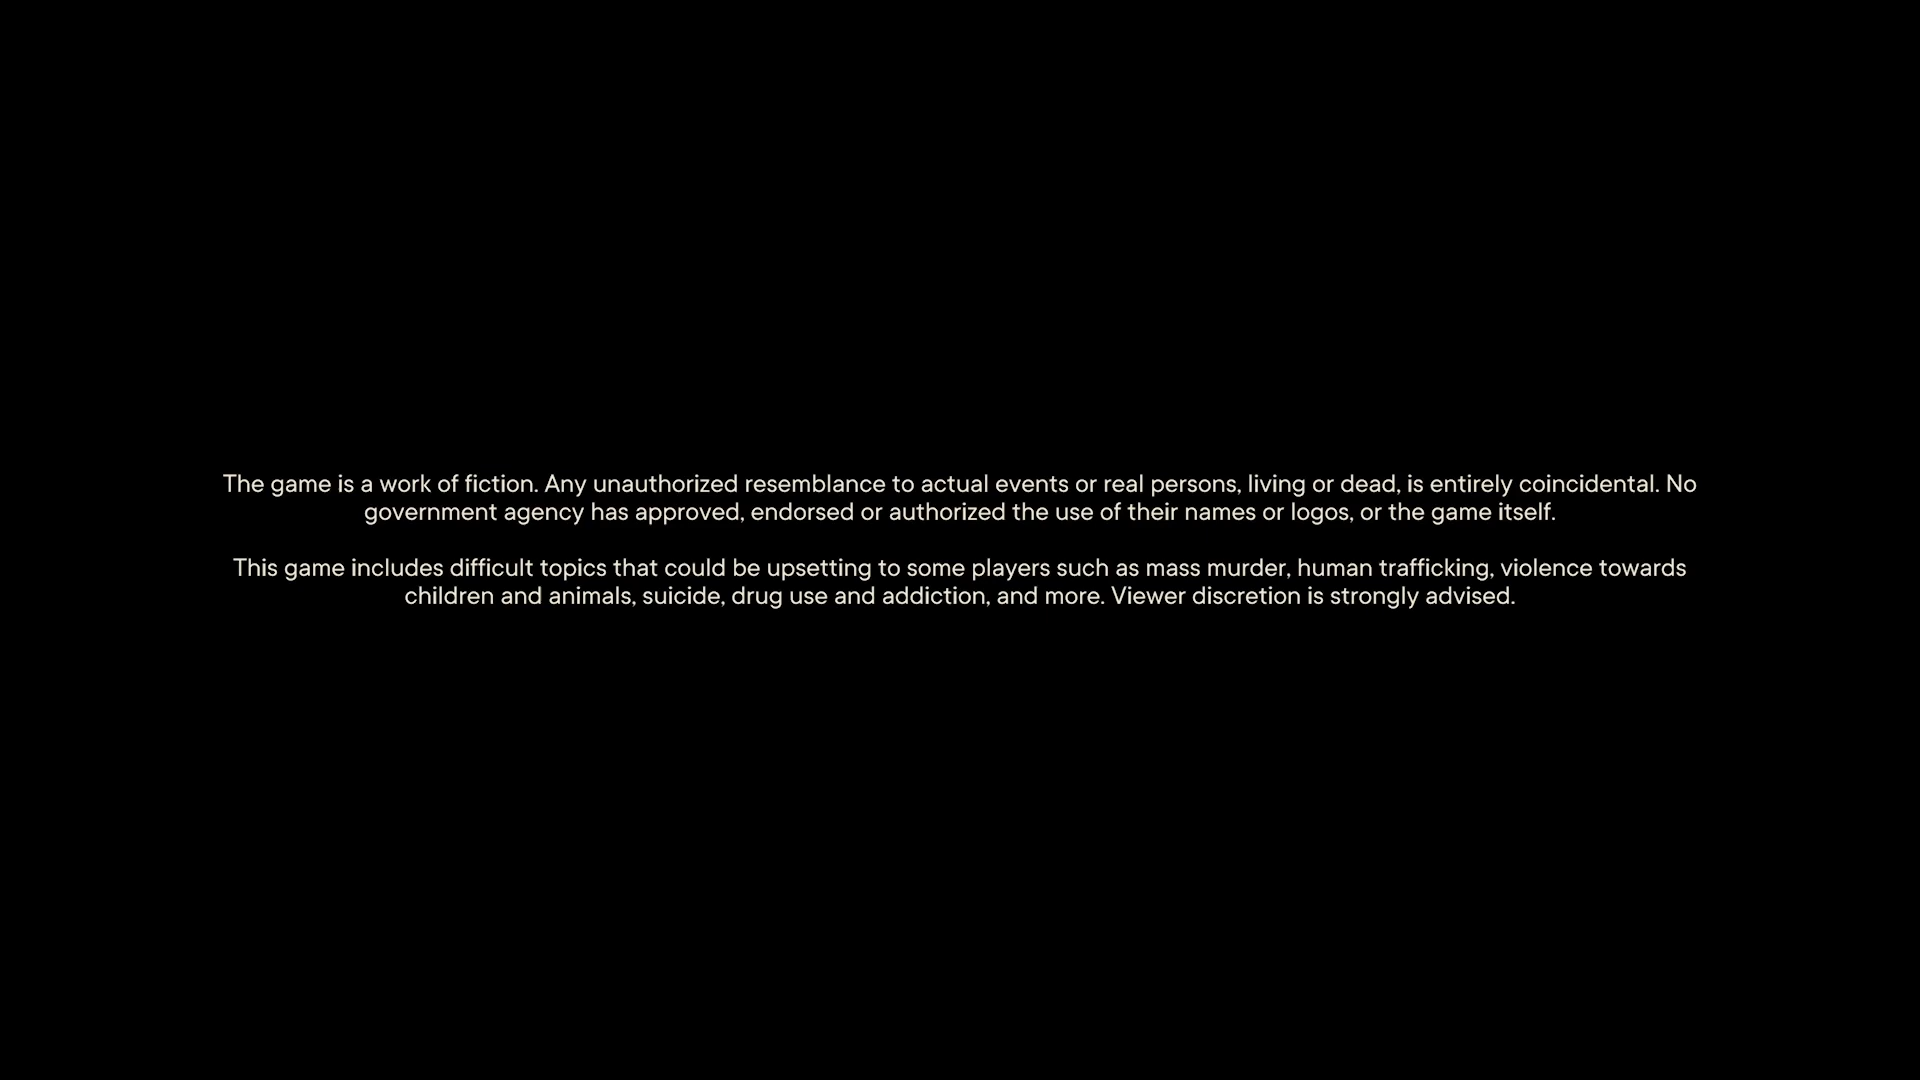 The game is a work of fiction. Any unauthorized resemblance to actual events or real persons, living or dead, is entirely coincidental. No
government agency has approved, endorsed or authorized the use of their names or logos, or the game itself.
This game includes difficult topics that could be upsetting to some players such as mass murder, human trafficking, violence towards
children and animals, suicide, drug use and addiction, and more. Viewer discretion is strongly advised.